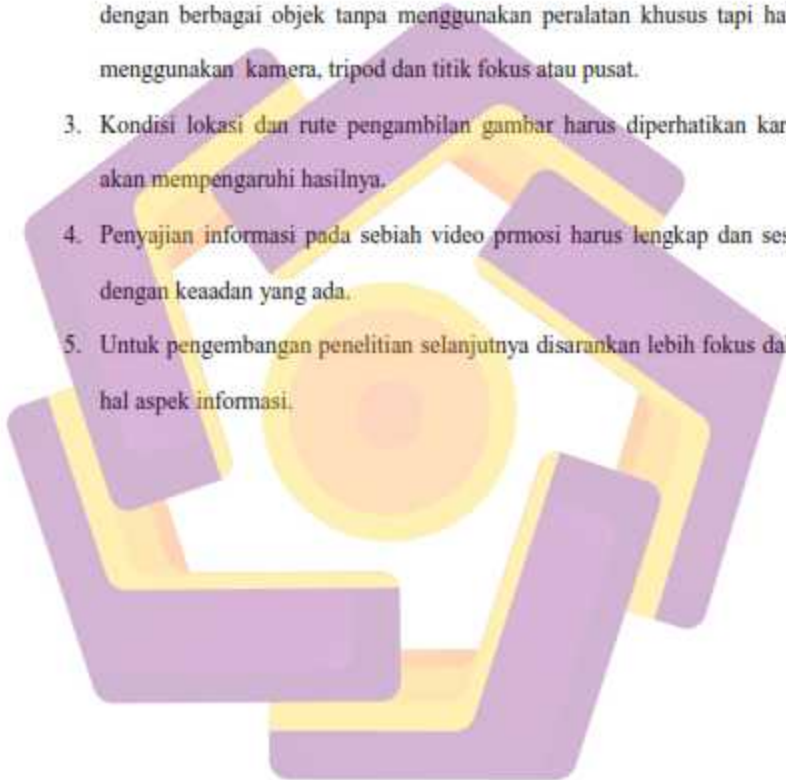 dengan berbagai objek tanpa menggunakan peralatan khusus tapi ha
menggunakan kamera, tripod dan titik fokus atau pusat.
3. Kondisi lokasi dan rute pengambilan gambar harus diperhatikan kar
akan mempengaruhi hasilnya.
4. Penyajian informasi pada sebiah video prmosi harus lengkap dan ses
dengan keaadan yang ada.
5. Untuk pengembangan penelitian selanjutnya disarankan lebih fokus da
hal aspek informasi.